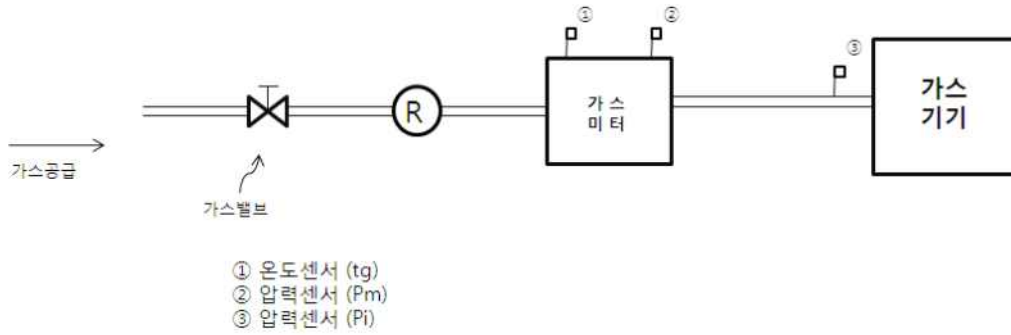 ①
②
③
R
가 스
미 터
가스
기기
가스공급
가스밸브
① 온도센서 (tg)
② 압력센서 (Pm)
③ 압력센서 (Pi)